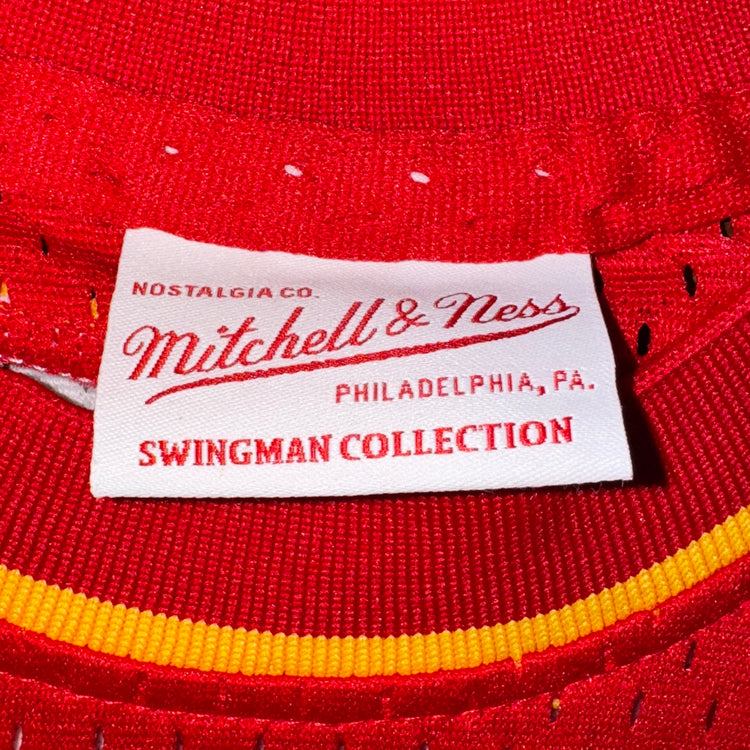 NOSTALGIA CO.
Mitchell & Ness
PHILADELPHIA, PA.
SWINGMAN COLLECTION